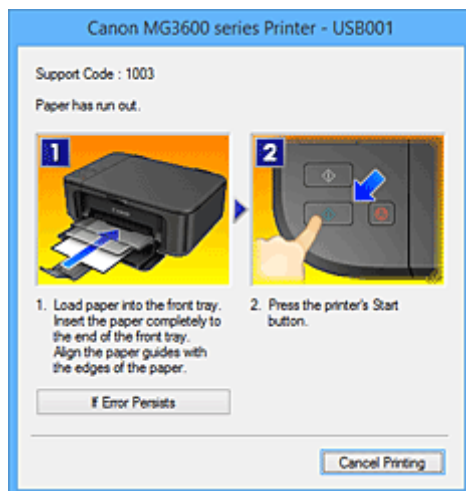 Canon MG3600 series Printer - USB001
Support Code : 1003
Paper has run out.
1
2
1. Load paper into the front tray.
Insert the paper completely to
the end of the front tray.
Align the paper guides with
the edges of the paper.
2. Press the printer's Start
button.
If Error Persists
Cancel Printing